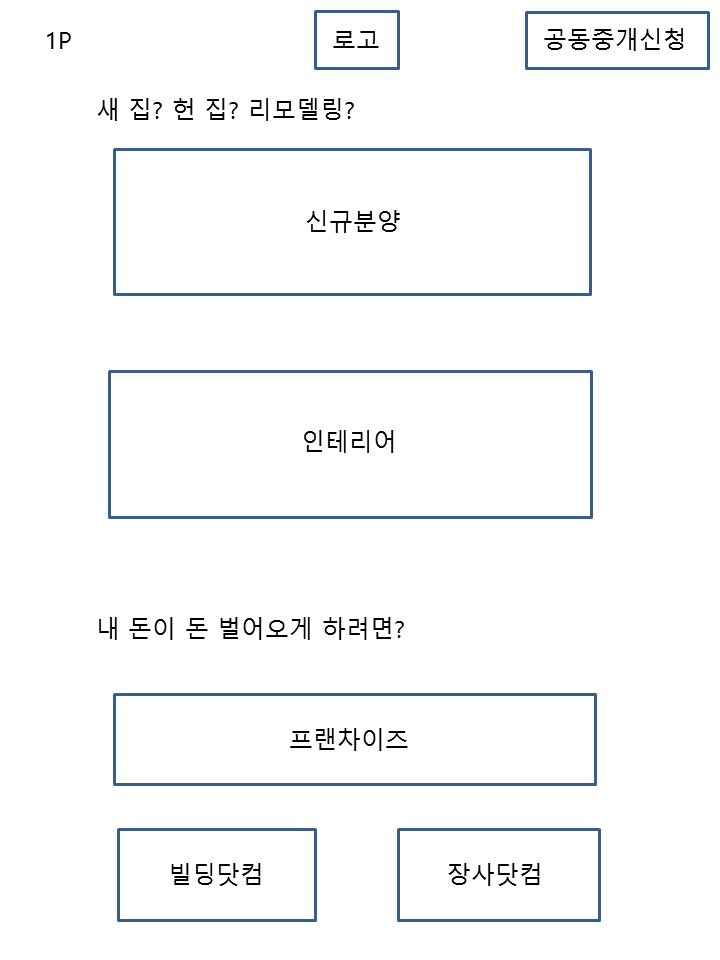 1P
로고
공동중개신청
새 집? 헌 집? 리모델링?
신규분양
인테리어
내 돈이 돈 벌어오게 하려면?
프랜차이즈
빌딩닷컴
장사닷컴